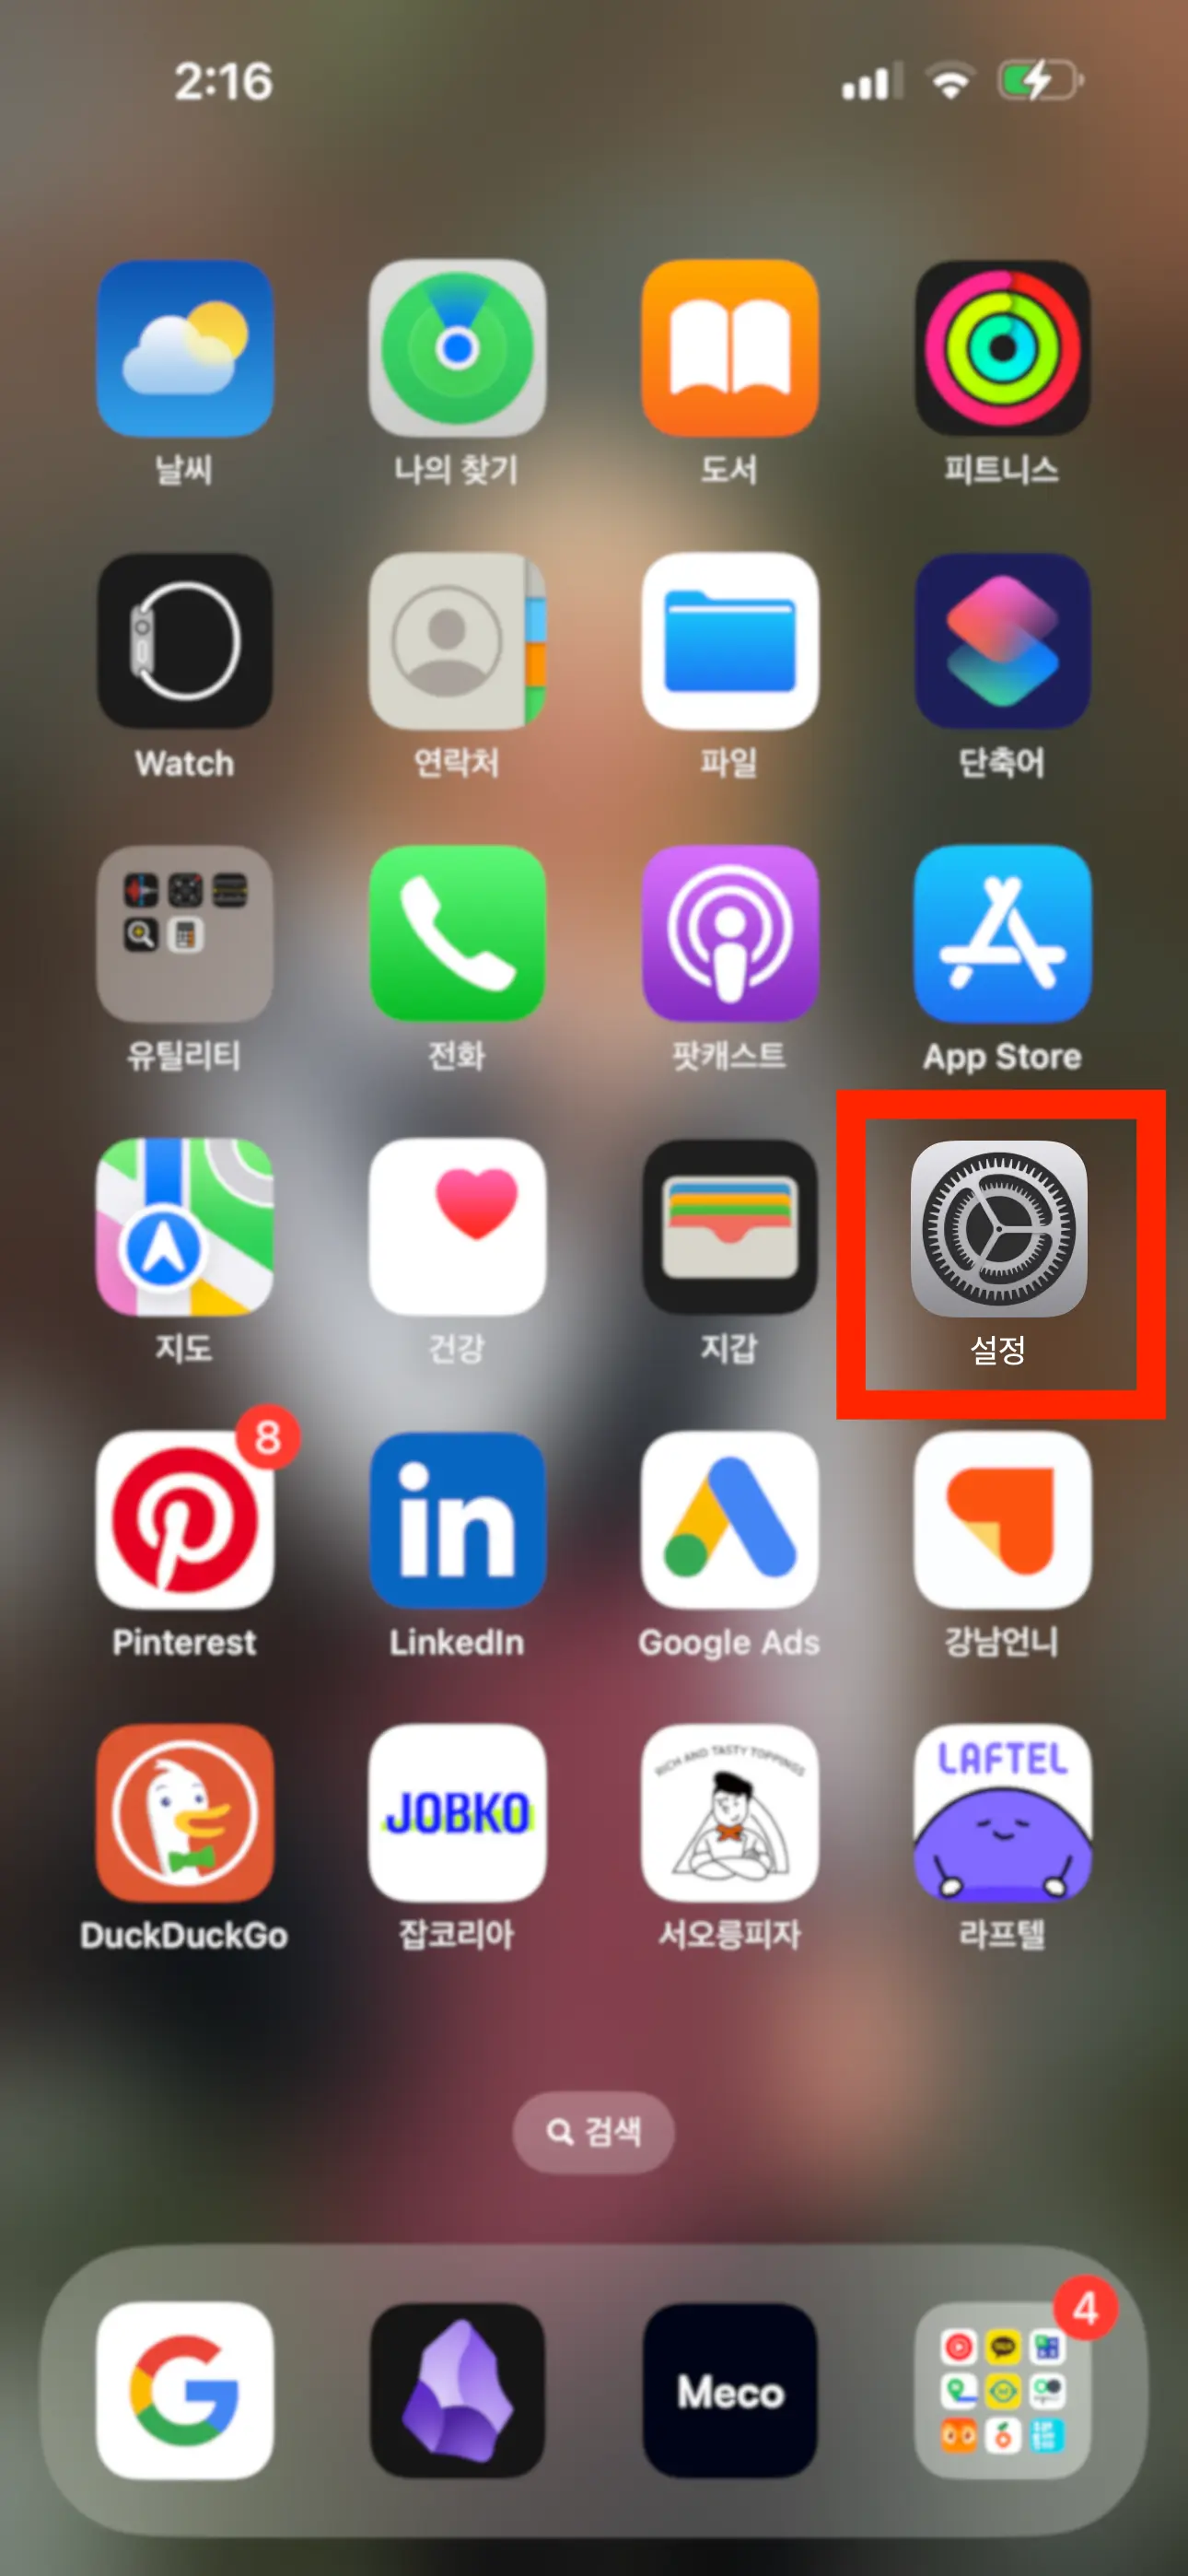 2:16
날씨
나의 찾기
도서
피트니스
Watch
연락처
파일
단축어
유틸리티
전화
팟캐스트
App Store
지도
건강
지갑
설정
8
Pinterest
in
LinkedIn
Google Ads
강남언니
DuckDuckGo
JOBKO
잡코리아
RICH AND TASTY TOPPINGS
서오릉피자
LAFTEL
라프텔
검색
Meco
4